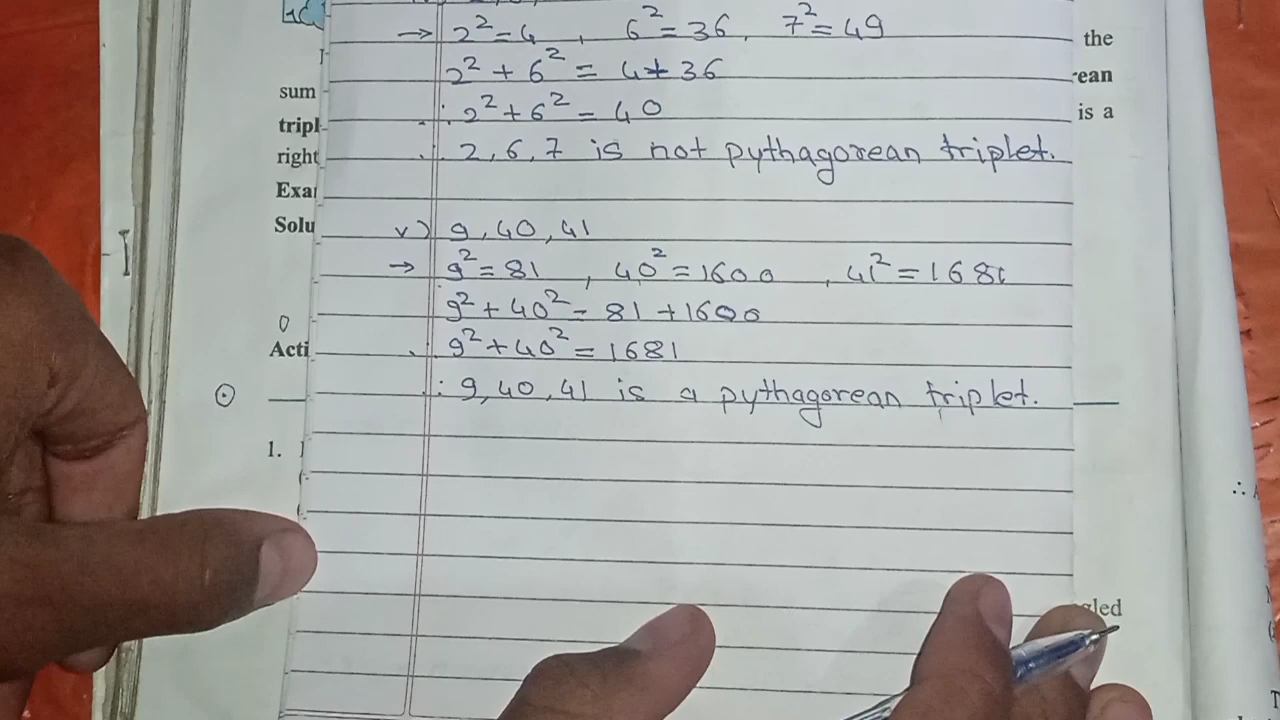 → 2² = 4 , 6² = 36, 7² = 49
2² + 6² = 4 + 36
∴ 2² + 6² = 40
∴ 2, 6, 7 is not pythagorean triplet.
v) 9, 40, 41
→ 9² = 81 , 40² = 1600 , 41² = 1681
9² + 40² = 81 + 1600
∴ 9² + 40² = 1681
∴ 9, 40, 41 is a pythagorean triplet.
the
sum
is a
right
1.